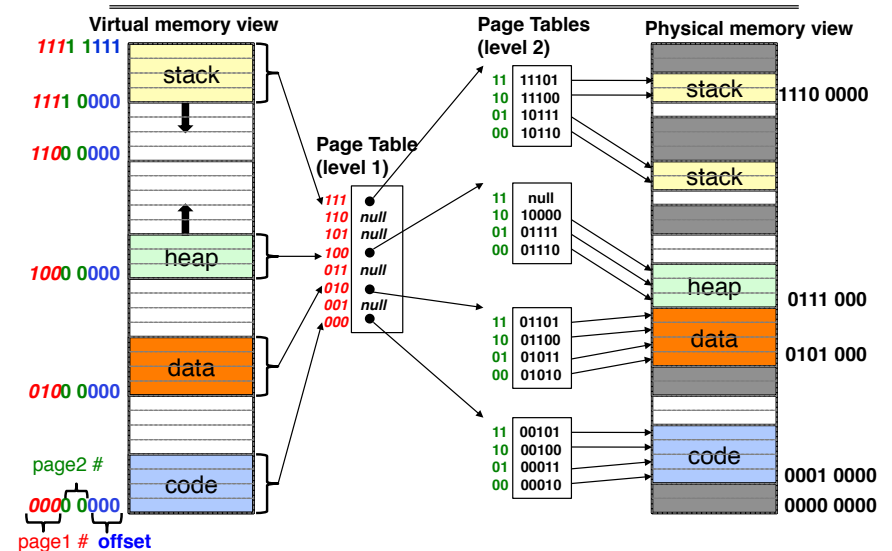 Virtual memory view
1111 1111
stack
1111 0000
1100 0000
heap
1000 0000
data
0100 0000
page2 #
code
0000 0000
page1 # offset
Page Table
(level 1)
111
110 null
101 null
100
011 null
010
001 null
000
Page Tables
(level 2)
11 11101
10 11100
01 10111
00 10110
11 null
10 10000
01 01111
00 01110
11 01101
10 01100
01 01011
00 01010
11 00101
10 00100
01 00011
00 00010
Physical memory view
stack
1110 0000
stack
heap
0111 000
data
0101 000
code
0001 0000
0000 0000